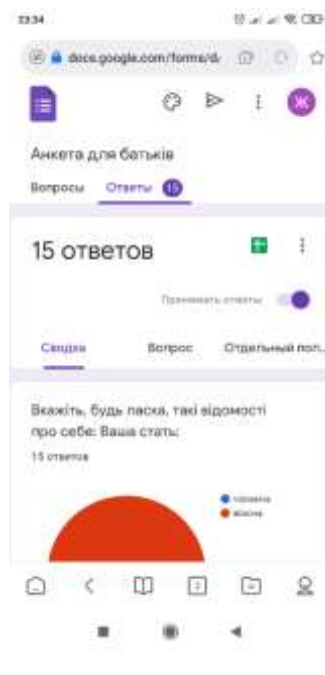 23:34
docs.google.com/forms/d
Ж
Анкета для батьків
Вопросы Ответы 15
15 ответов
Принимать ответы
Сводка Вопрос Отдельный пол...
Вкажіть, будь ласка, такі відомості
про себе: Ваша стать:
15 ответов
чоловіча
жіноча